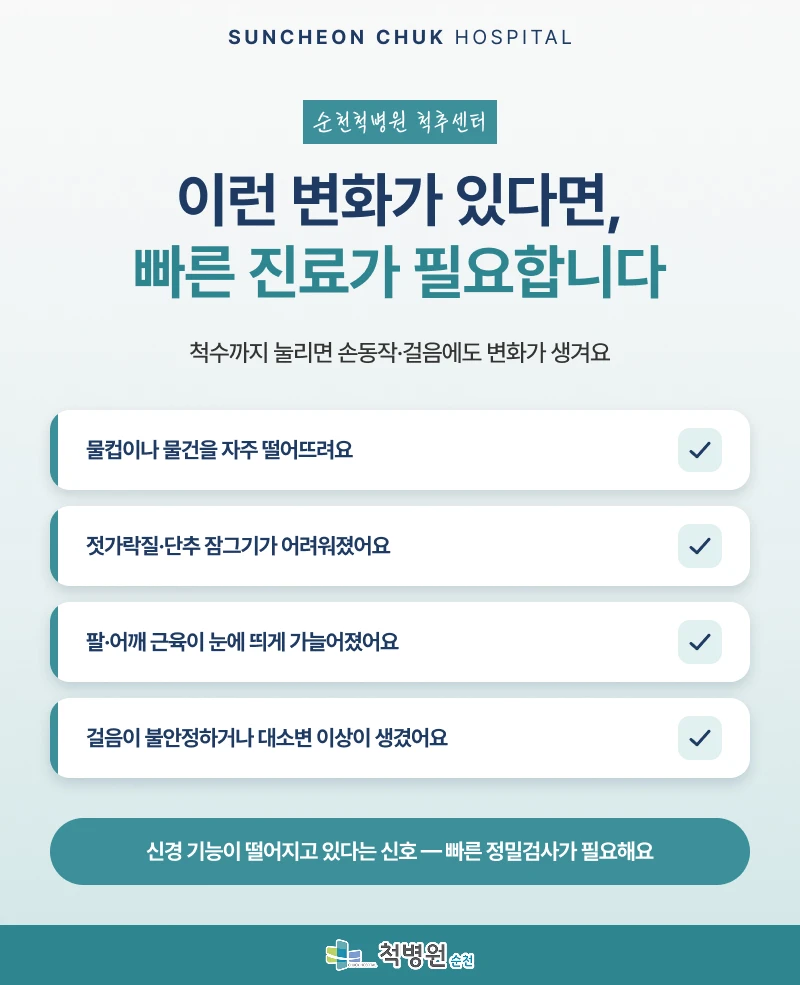 SUNCHEON CHUK HOSPITAL
순천척병원 척추센터
이런 변화가 있다면,
빠른 진료가 필요합니다
척수까지 눌리면 손동작·걸음에도 변화가 생겨요
물컵이나 물건을 자주 떨어뜨려요
젓가락질·단추 잠그기가 어려워졌어요
팔·어깨 근육이 눈에 띄게 가늘어졌어요
걸음이 불안정하거나 대소변 이상이 생겼어요
신경 기능이 떨어지고 있다는 신호 — 빠른 정밀검사가 필요해요
척병원 순천